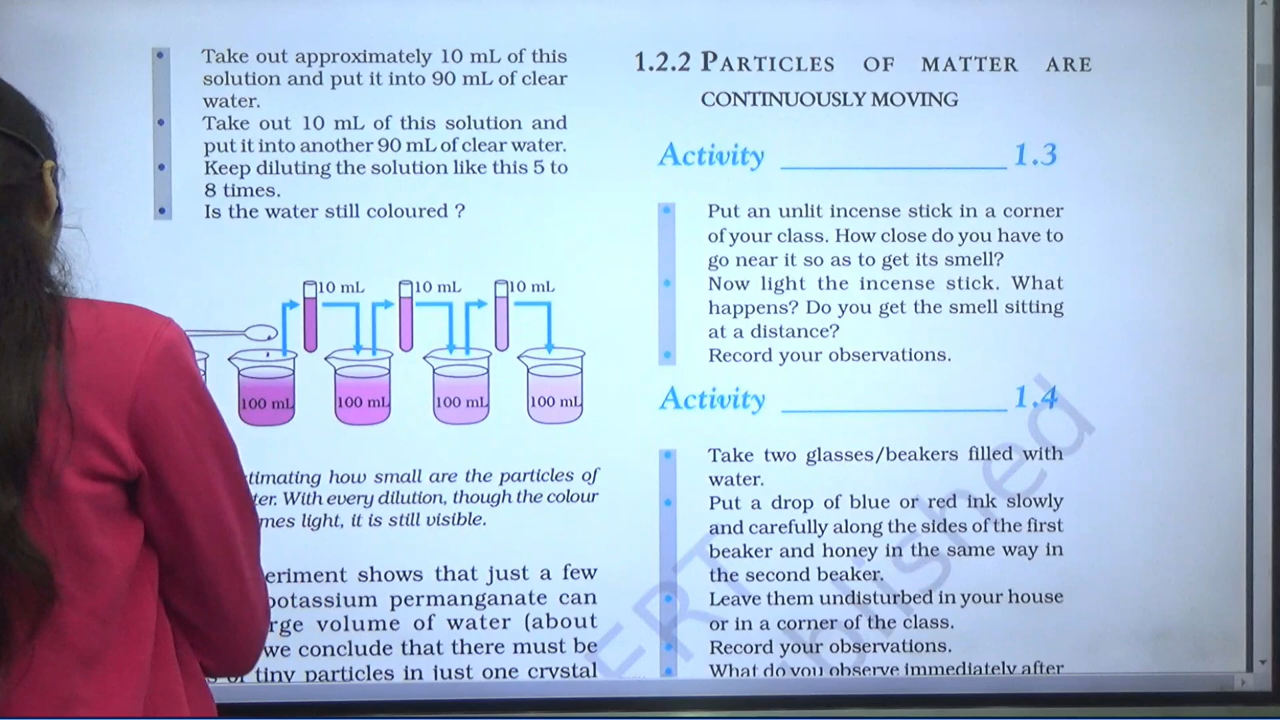 Take out approximately 10 mL of this
solution and put it into 90 mL of clear
water.
Take out 10 mL of this solution and
put it into another 90 mL of clear water.
Keep diluting the solution like this 5 to
8 times.
Is the water still coloured ?
10 mL
10 mL
10 mL
100 mL
100 mL
100 mL
100 mL
timating how small are the particles of
ter. With every dilution, though the colour
mes light, it is still visible.
eriment shows that just a few
potassium permanganate can
rge volume of water (about
we conclude that there must be
tiny particles in just one crystal
1.2.2 PARTICLES OF MATTER ARE
CONTINUOUSLY MOVING
Activity 1.3
Put an unlit incense stick in a corner
of your class. How close do you have to
go near it so as to get its smell?
Now light the incense stick. What
happens? Do you get the smell sitting
at a distance?
Record your observations.
Activity 1.4
Take two glasses/beakers filled with
water.
Put a drop of blue or red ink slowly
and carefully along the sides of the first
beaker and honey in the same way in
the second beaker.
Leave them undisturbed in your house
or in a corner of the class.
Record your observations.
What do you observe immediately after
ERT
blished